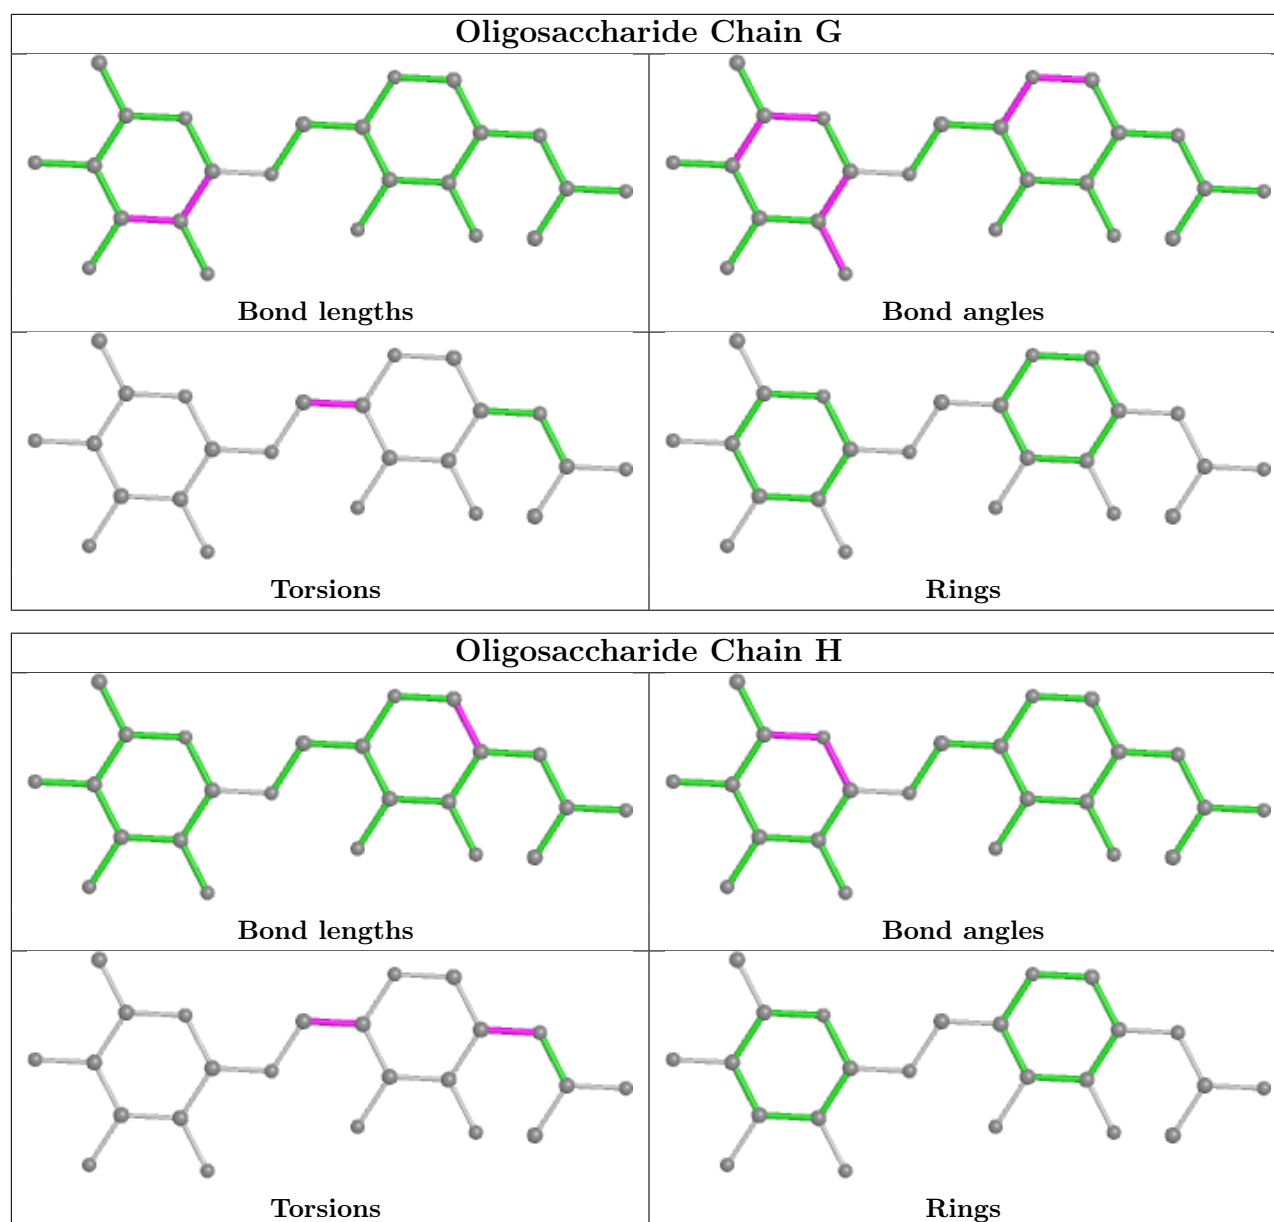 Oligosaccharide Chain G
Bond lengths
Bond angles
Torsions
Rings
Oligosaccharide Chain H
Bond lengths
Bond angles
Torsions
Rings